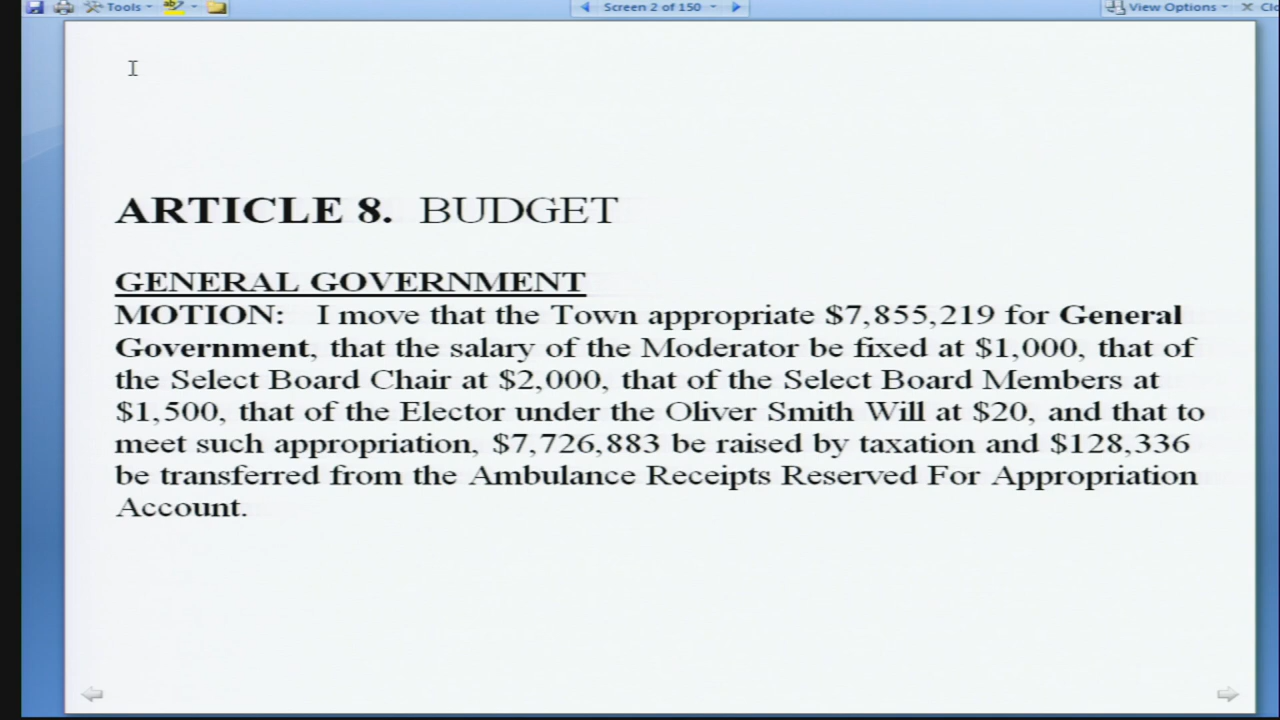 Tools
Screen 2 of 150
View Options
ARTICLE 8. BUDGET
GENERAL GOVERNMENT
MOTION: I move that the Town appropriate $7,855,219 for General
Government, that the salary of the Moderator be fixed at $1,000, that of
the Select Board Chair at $2,000, that of the Select Board Members at
$1,500, that of the Elector under the Oliver Smith Will at $20, and that to
meet such appropriation, $7,726,883 be raised by taxation and $128,336
be transferred from the Ambulance Receipts Reserved For Appropriation
Account.